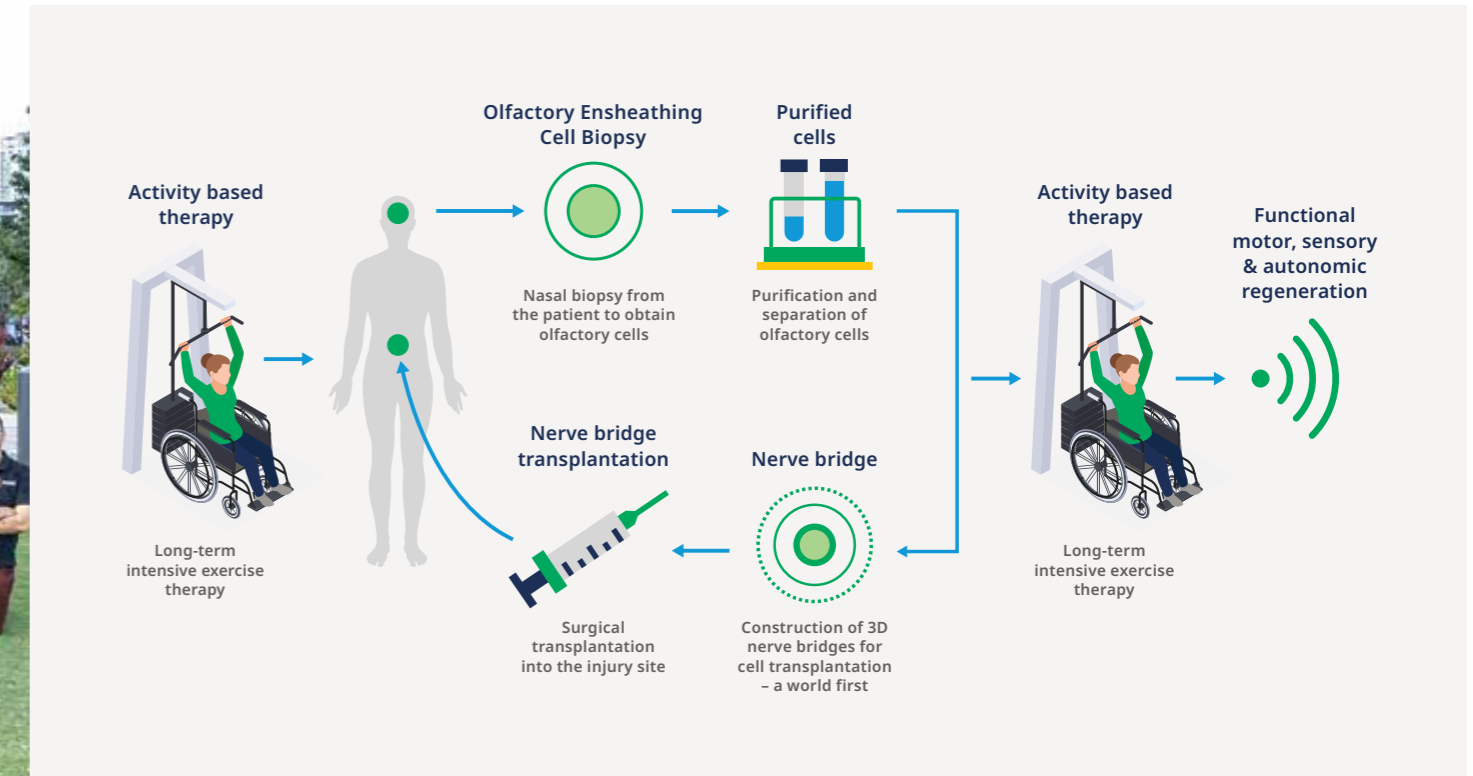 Activity based
therapy
Long-term
intensive exercise
therapy
Olfactory Ensheathing
Cell Biopsy
Nasal biopsy from
the patient to obtain
olfactory cells
Purified
cells
Purification and
separation of
olfactory cells
Nerve bridge
Construction of 3D
nerve bridges for
cell transplantation
– a world first
Nerve bridge
transplantation
Surgical
transplantation
into the injury site
Activity based
therapy
Long-term
intensive exercise
therapy
Functional
motor, sensory
& autonomic
regeneration